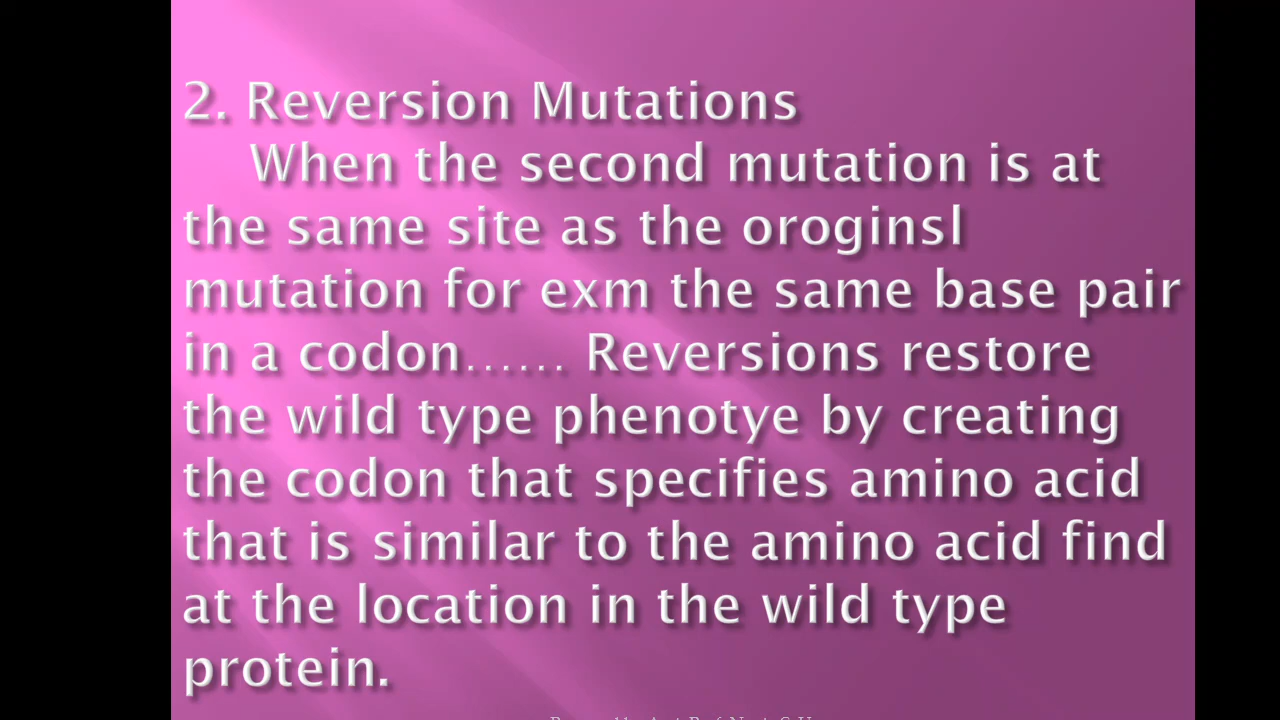 2. Reversion Mutations
When the second mutation is at
the same site as the oroginsl
mutation for exm the same base pair
in a codon...... Reversions restore
the wild type phenotye by creating
the codon that specifies amino acid
that is similar to the amino acid find
at the location in the wild type
protein.